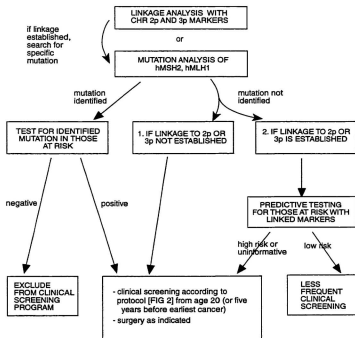 LINKAGE ANALYSIS WITH
CHR 2p AND 3p MARKERS
if linkage
established,
search for
specific
mutation
or
MUTATION ANALYSIS OF
hMSH2, hMLH1
mutation
identified
mutation not
identified
TEST FOR IDENTIFIED
MUTATION IN THOSE
AT RISK
1. IF LINKAGE TO 2p OR
3p NOT ESTABLISHED
2. IF LINKAGE TO 2p OR
3p IS ESTABLISHED
PREDICTIVE TESTING
FOR THOSE AT RISK WITH
LINKED MARKERS
negative
positive
high risk or
uninformative
low risk
EXCLUDE
FROM CLINICAL
SCREENING
PROGRAM
- clinical screening according to
protocol [FIG 2] from age 20 (or five
years before earliest cancer)
- surgery as indicated
LESS
FREQUENT
CLINICAL
SCREENING